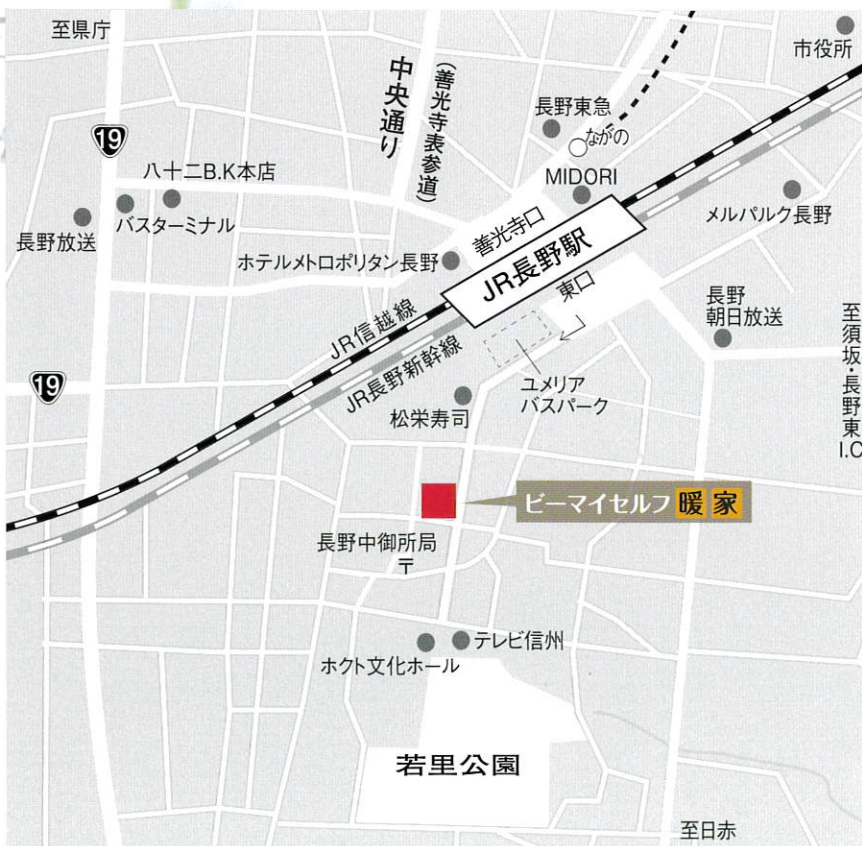 至県庁
市役所
中央通り
(善光寺表参道)
長野東急
ながの
19
八十二B.K本店
MIDORI
長野放送
バスターミナル
メルパルク長野
善光寺口
ホテルメトロポリタン長野
JR長野駅
東口
長野
朝日放送
至須坂・長野東I.C
JR信越線
JR長野新幹線
19
ユメリア
バスパーク
松栄寿司
ビーマイセルフ 暖家
長野中御所局
〒
テレビ信州
ホクト文化ホール
若里公園
至日赤